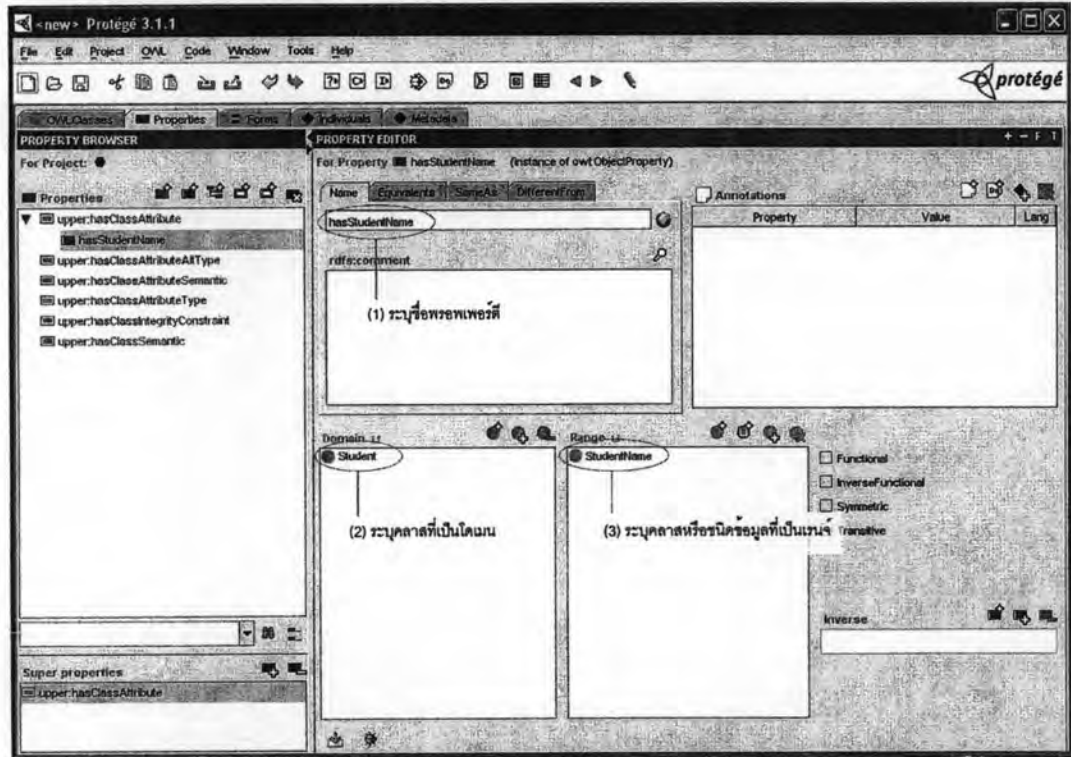 <new> Protégé 3.1.1
File Edit Project OWL Code Window Tools Help
protégé
OWLClasses Properties Forms Individuals Metadata
PROPERTY BROWSER
For Project:
Properties
upper:hasClassAttribute
hasStudentName
upper:hasClassAttributeAllType
upper:hasClassAttributeSemantic
upper:hasClassAttributeType
upper:hasClassIntegrityConstraint
upper:hasClassSemantic
Super properties
upper:hasClassAttribute
PROPERTY EDITOR
+ − F T
For Property hasStudentName (instance of owl:ObjectProperty)
Name Equivalents SameAs DifferentFrom
hasStudentName
rdfs:comment
(1) ระบุชื่อพรอพเพอร์ตี
Annotations
Property Value Lang
Domain
Student
(2) ระบุคลาสที่เป็นโดเมน
Range
StudentName
(3) ระบุคลาสหรือชนิดข้อมูลที่เป็นเรนจ์
Functional
InverseFunctional
Symmetric
Transitive
Inverse